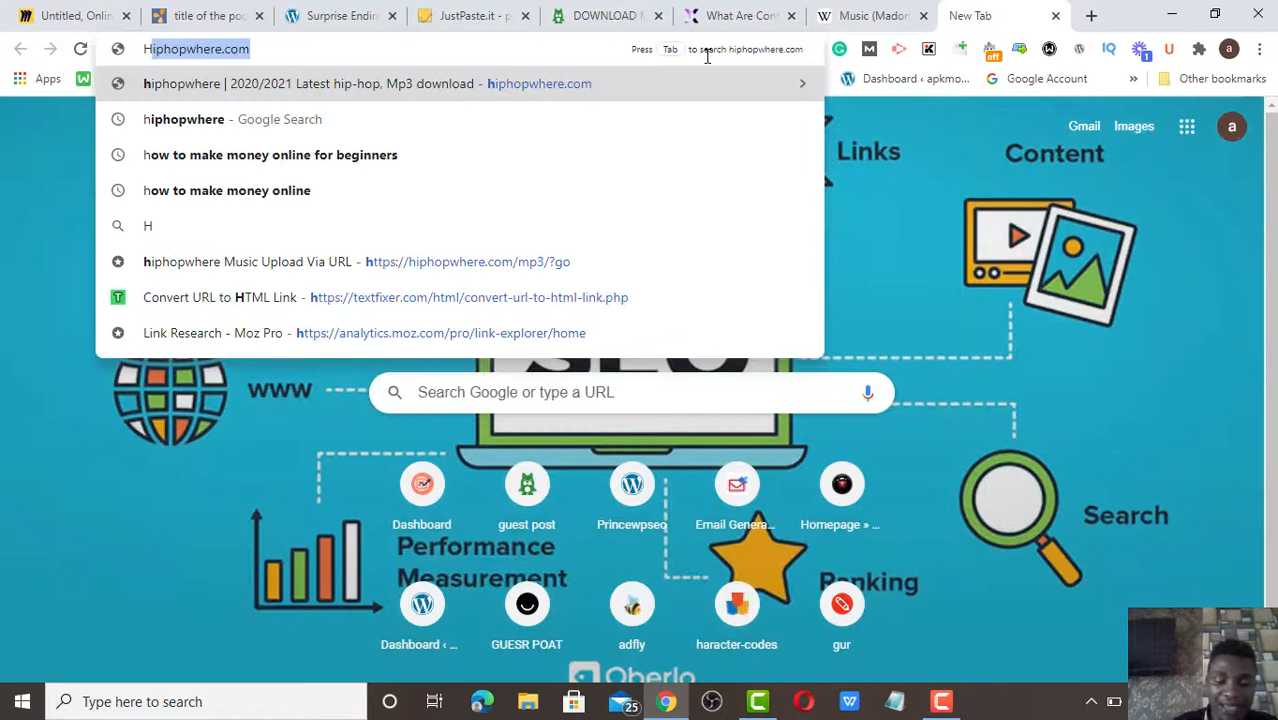 Untitled, Onlin
title of the poc
Surprise Endin
JustPaste.it - p
DOWNLOAD M
What Are Cont
Music (Madon
New Tab
Hiphopwhere.com
Press Tab to search hiphopwhere.com
Apps
Dashboard ‹ apkmo...
Google Account
Other bookmarks
hiphopwhere | 2020/2021 Latest hip-hop, Mp3 download - hiphopwhere.com
hiphopwhere - Google Search
how to make money online for beginners
how to make money online
H
hiphopwhere Music Upload Via URL - https://hiphopwhere.com/mp3/?go
Convert URL to HTML Link - https://textfixer.com/html/convert-url-to-html-link.php
Link Research - Moz Pro - https://analytics.moz.com/pro/link-explorer/home
Gmail Images a
Links
Content
www
Search Google or type a URL
Dashboard
guest post
Princewpseo
Email Genera...
Homepage » ...
Search
Performance
Measurement
Ranking
Dashboard ‹ ...
GUESR POAT
adfly
haracter-codes
gur
Oberlo
Type here to search
25